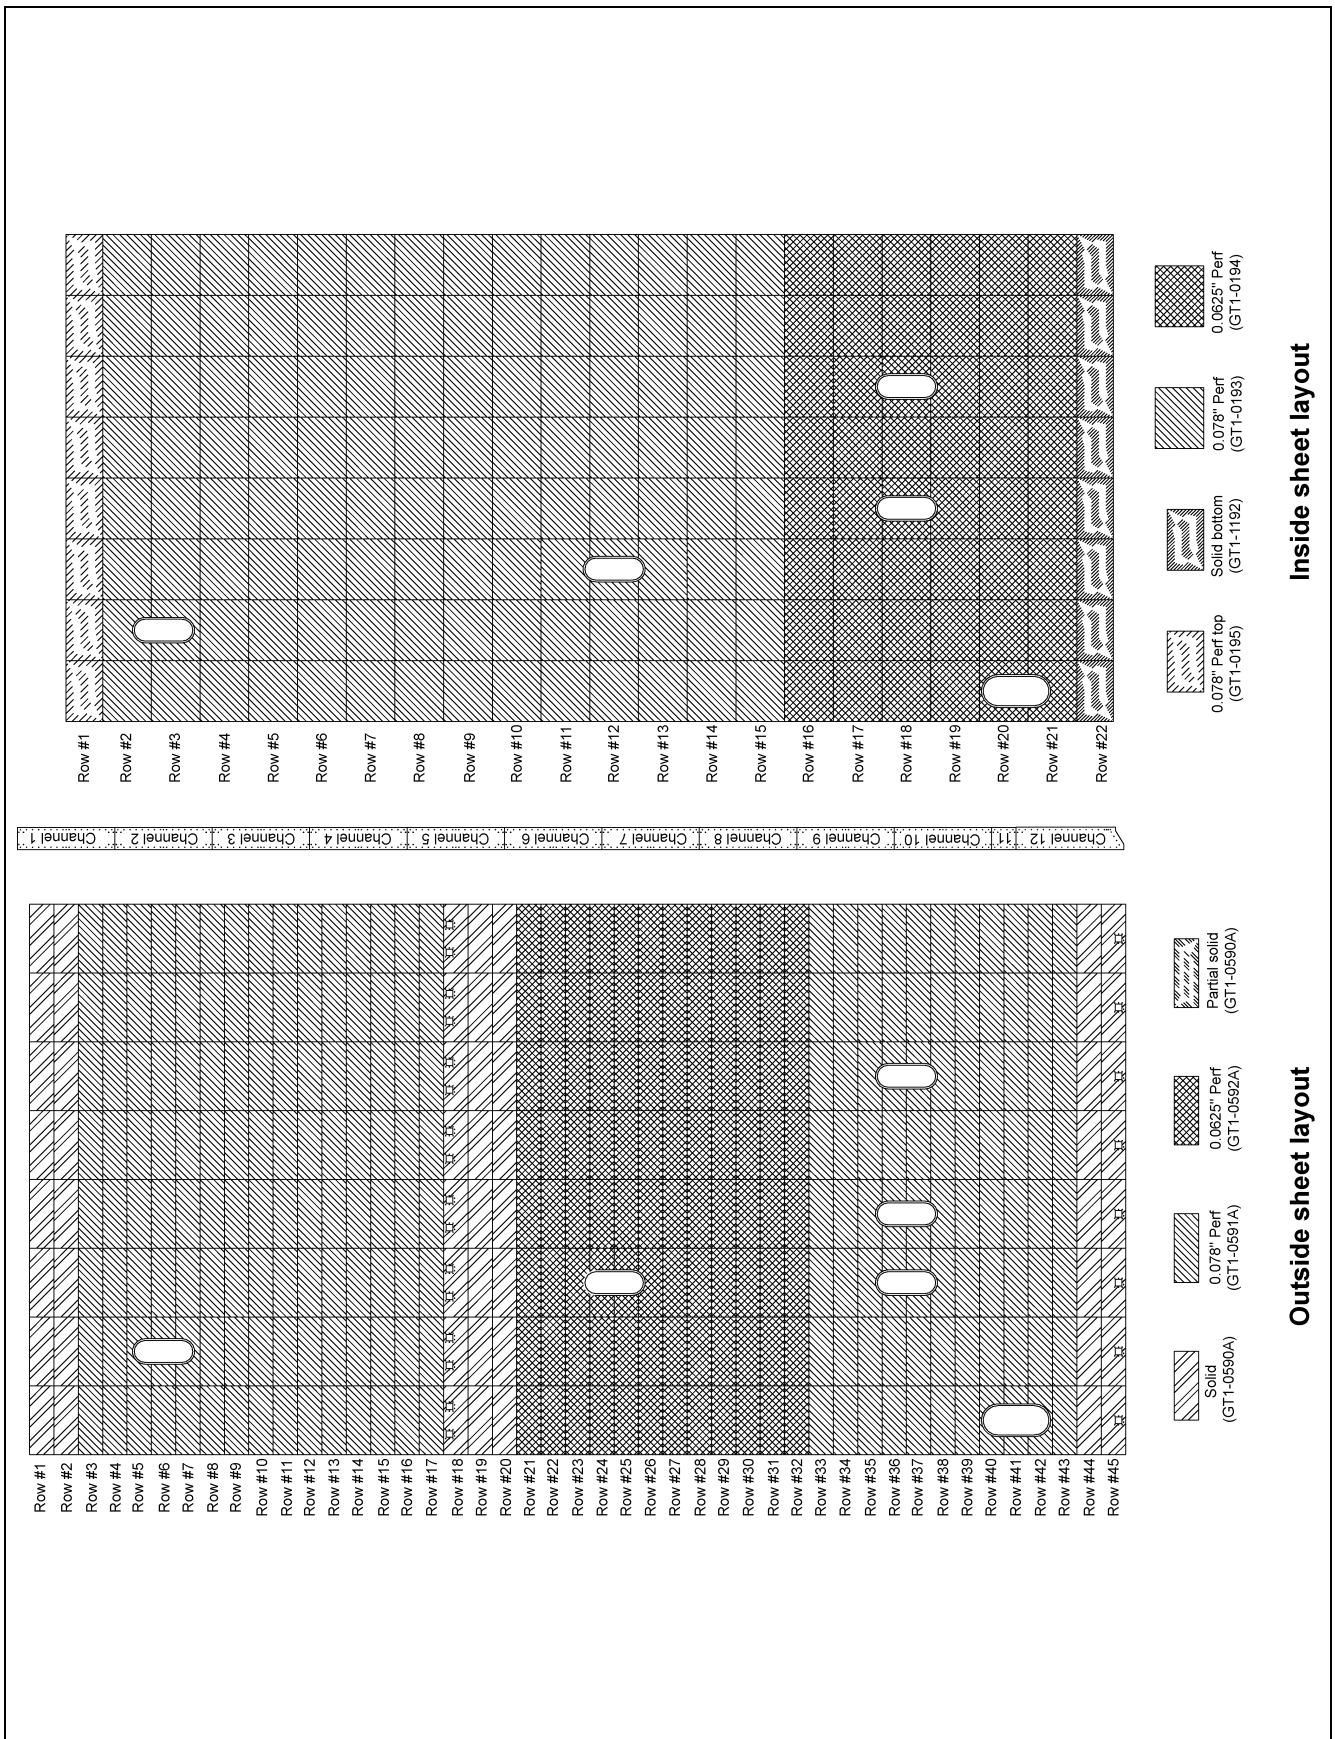 Row #1
Row #2
Row #3
Row #4
Row #5
Row #6
Row #7
Row #8
Row #9
Row #10
Row #11
Row #12
Row #13
Row #14
Row #15
Row #16
Row #17
Row #18
Row #19
Row #20
Row #21
Row #22
0.078" Perf top
(GT1-0195)
Solid bottom
(GT1-1192)
0.078" Perf
(GT1-0193)
0.0625" Perf
(GT1-0194)
Inside sheet layout
Channel 1
Channel 2
Channel 3
Channel 4
Channel 5
Channel 6
Channel 7
Channel 8
Channel 9
Channel 10
11
Channel 12
Row #1
Row #2
Row #3
Row #4
Row #5
Row #6
Row #7
Row #8
Row #9
Row #10
Row #11
Row #12
Row #13
Row #14
Row #15
Row #16
Row #17
Row #18
Row #19
Row #20
Row #21
Row #22
Row #23
Row #24
Row #25
Row #26
Row #27
Row #28
Row #29
Row #30
Row #31
Row #32
Row #33
Row #34
Row #35
Row #36
Row #37
Row #38
Row #39
Row #40
Row #41
Row #42
Row #43
Row #44
Row #45
Solid
(GT1-0590A)
0.078" Perf
(GT1-0591A)
0.0625" Perf
(GT1-0592A)
Partial solid
(GT1-0590A)
Outside sheet layout